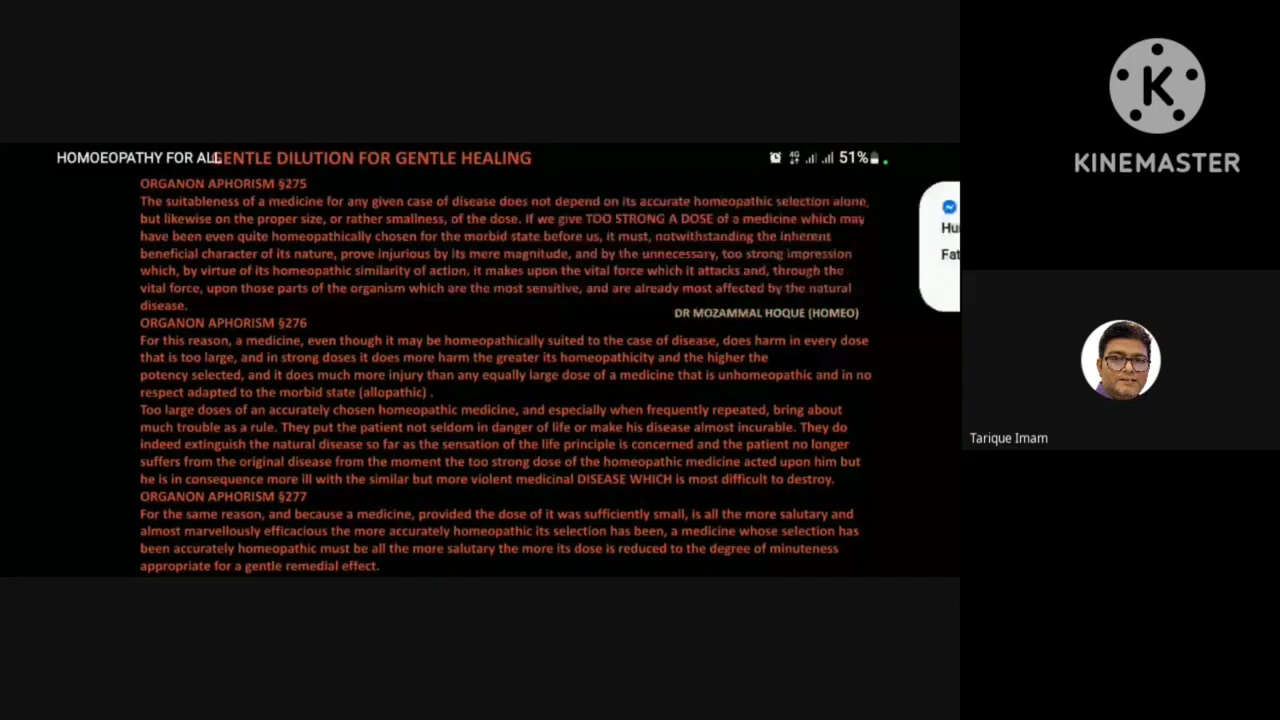 HOMOEOPATHY FOR ALL
GENTLE DILUTION FOR GENTLE HEALING
4G
51%
ORGANON APHORISM §275
The suitableness of a medicine for any given case of disease does not depend on its accurate homeopathic selection alone,
but likewise on the proper size, or rather smallness, of the dose. If we give TOO STRONG A DOSE of a medicine which may
have been even quite homeopathically chosen for the morbid state before us, it must, notwithstanding the inherent
beneficial character of its nature, prove injurious by its mere magnitude, and by the unnecessary, too strong impression
which, by virtue of its homeopathic similarity of action, it makes upon the vital force which it attacks and, through the
vital force, upon those parts of the organism which are the most sensitive, and are already most affected by the natural
disease.
DR MOZAMMAL HOQUE (HOMEO)
ORGANON APHORISM §276
For this reason, a medicine, even though it may be homeopathically suited to the case of disease, does harm in every dose
that is too large, and in strong doses it does more harm the greater its homeopathicity and the higher the
potency selected, and it does much more injury than any equally large dose of a medicine that is unhomeopathic and in no
respect adapted to the morbid state (allopathic) .
Too large doses of an accurately chosen homeopathic medicine, and especially when frequently repeated, bring about
much trouble as a rule. They put the patient not seldom in danger of life or make his disease almost incurable. They do
indeed extinguish the natural disease so far as the sensation of the life principle is concerned and the patient no longer
suffers from the original disease from the moment the too strong dose of the homeopathic medicine acted upon him but
he is in consequence more ill with the similar but more violent medicinal DISEASE WHICH is most difficult to destroy.
ORGANON APHORISM §277
For the same reason, and because a medicine, provided the dose of it was sufficiently small, is all the more salutary and
almost marvellously efficacious the more accurately homeopathic its selection has been, a medicine whose selection has
been accurately homeopathic must be all the more salutary the more its dose is reduced to the degree of minuteness
appropriate for a gentle remedial effect.
Hu
Fat
K
KINEMASTER
Tarique Imam